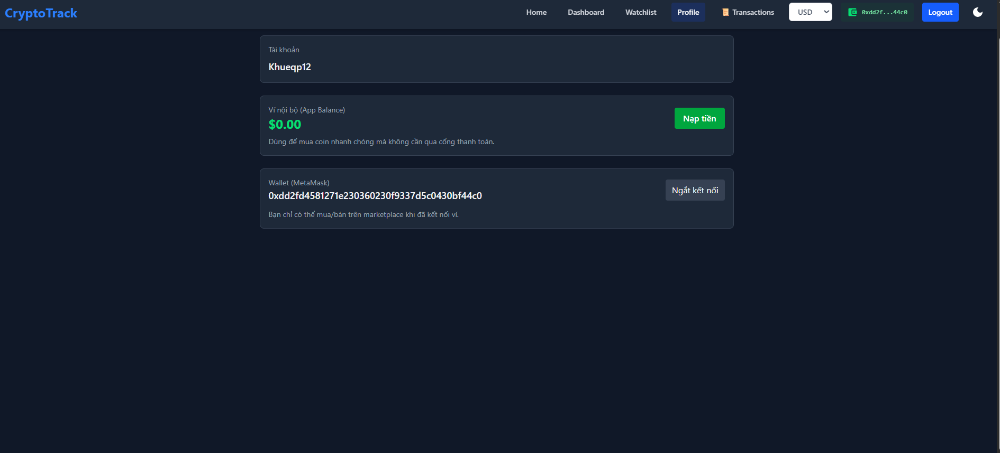 CryptoTrack
Home Dashboard Watchlist Profile Transactions USD 0xdd2f...44c0 Logout
Tài khoản
Khueqp12
Ví nội bộ (App Balance)
$0.00
Nạp tiền
Dùng để mua coin nhanh chóng mà không cần qua cổng thanh toán.
Wallet (MetaMask)
0xdd2fd4581271e230360230f9337d5c0430bf44c0
Ngắt kết nối
Bạn chỉ có thể mua/bán trên marketplace khi đã kết nối ví.